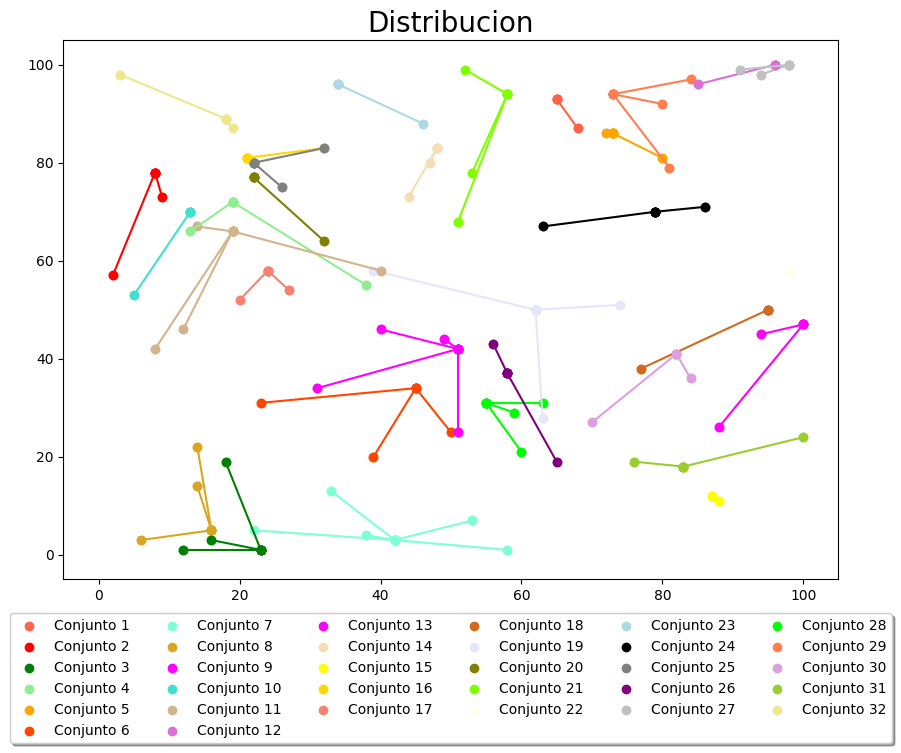 Distribucion
100
80
60
40
20
0
0 20 40 60 80 100
Conjunto 1 Conjunto 7 Conjunto 13 Conjunto 18 Conjunto 23 Conjunto 28
Conjunto 2 Conjunto 8 Conjunto 14 Conjunto 19 Conjunto 24 Conjunto 29
Conjunto 3 Conjunto 9 Conjunto 15 Conjunto 20 Conjunto 25 Conjunto 30
Conjunto 4 Conjunto 10 Conjunto 16 Conjunto 21 Conjunto 26 Conjunto 31
Conjunto 5 Conjunto 11 Conjunto 17 Conjunto 22 Conjunto 27 Conjunto 32
Conjunto 6 Conjunto 12